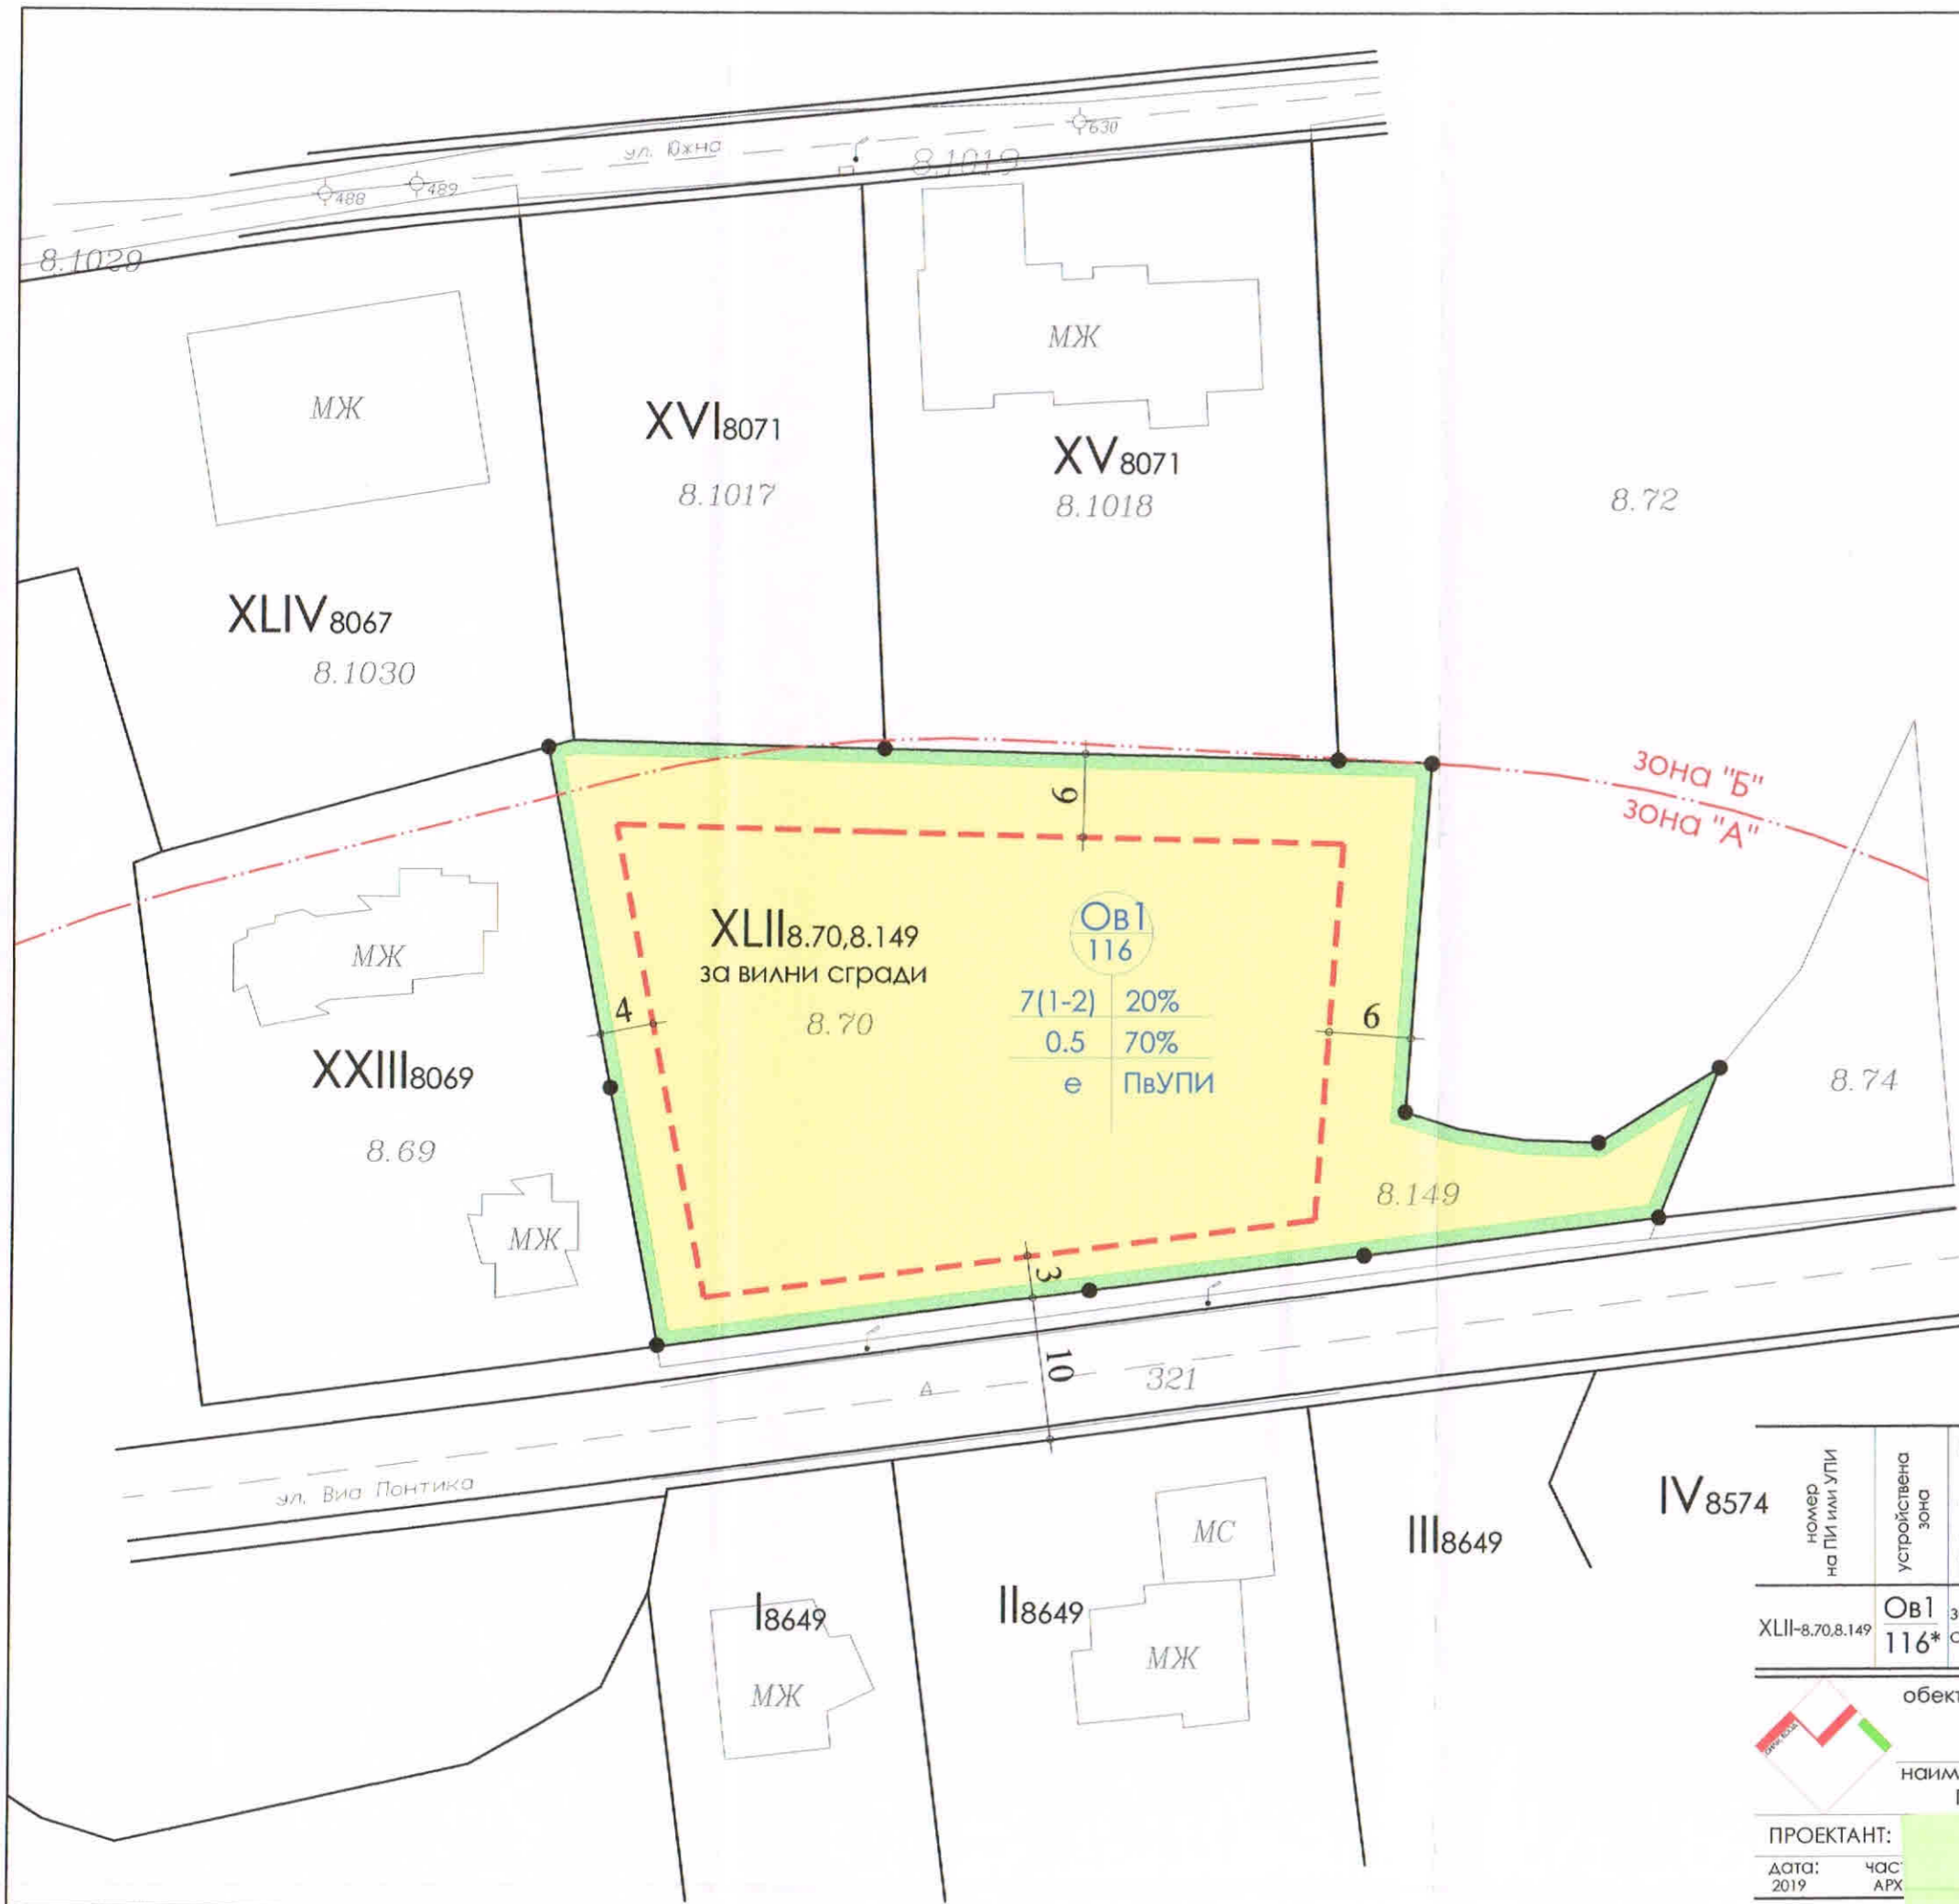 630
ул. Южна
8.1019
489
488
8.1029
МЖ
МЖ
XVI8071
8.1017
XV8071
8.1018
8.72
XLIV8067
8.1030
зона "Б"
зона "А"
9
XLII8.70,8.149
за вилни сгради
8.70
Ов1
116
7(1-2) 20%
0.5 70%
е ПвУПИ
4
6
МЖ
XXIII8069
8.69
МЖ
8.74
8.149
3
10
321
А
ул. Виа Понтика
I8649
МЖ
II8649
МС
МЖ
III8649
IV8574
номер
на ПИ или УПИ
устройствена
зона
XLII-8.70,8.149
Ов1
116*
обект
наим
ПРОЕКТАНТ:
дата: час
2019 АРХ